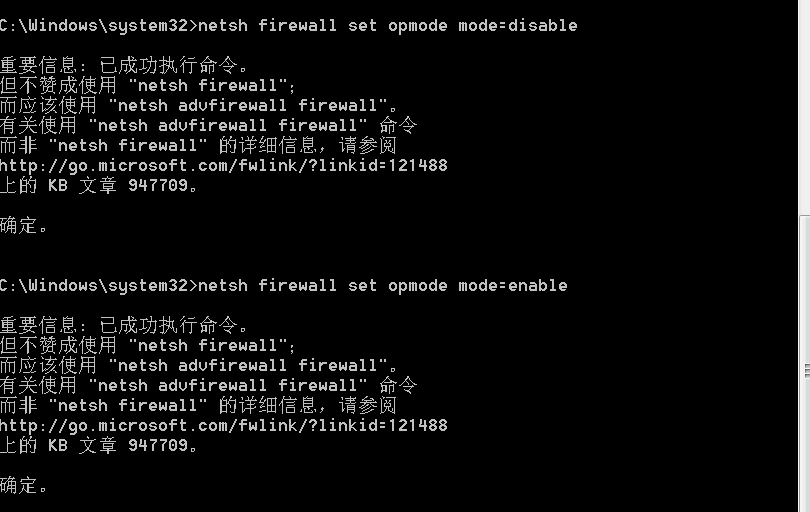 C:\Windows\system32>netsh firewall set opmode mode=disable
重要信息: 已成功执行命令。
但不赞成使用 "netsh firewall";
而应该使用 "netsh advfirewall firewall"。
有关使用 "netsh advfirewall firewall" 命令
而非 "netsh firewall" 的详细信息，请参阅
http://go.microsoft.com/fwlink/?linkid=121488
上的 KB 文章 947709。
确定。
C:\Windows\system32>netsh firewall set opmode mode=enable
重要信息: 已成功执行命令。
但不赞成使用 "netsh firewall";
而应该使用 "netsh advfirewall firewall"。
有关使用 "netsh advfirewall firewall" 命令
而非 "netsh firewall" 的详细信息，请参阅
http://go.microsoft.com/fwlink/?linkid=121488
上的 KB 文章 947709。
确定。